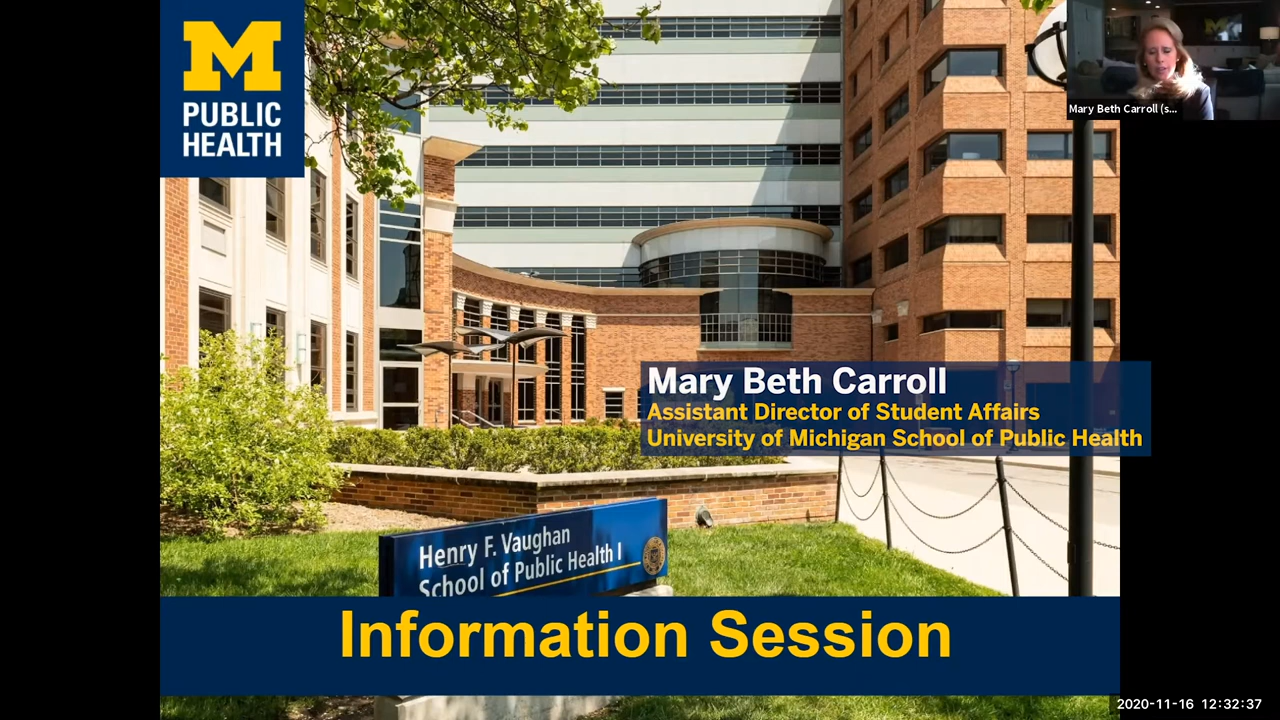 M
PUBLIC
HEALTH
Mary Beth Carroll (s...
Mary Beth Carroll
Assistant Director of Student Affairs
University of Michigan School of Public Health
Henry F. Vaughan
School of Public Health I
Information Session
2020-11-16 12:32:37